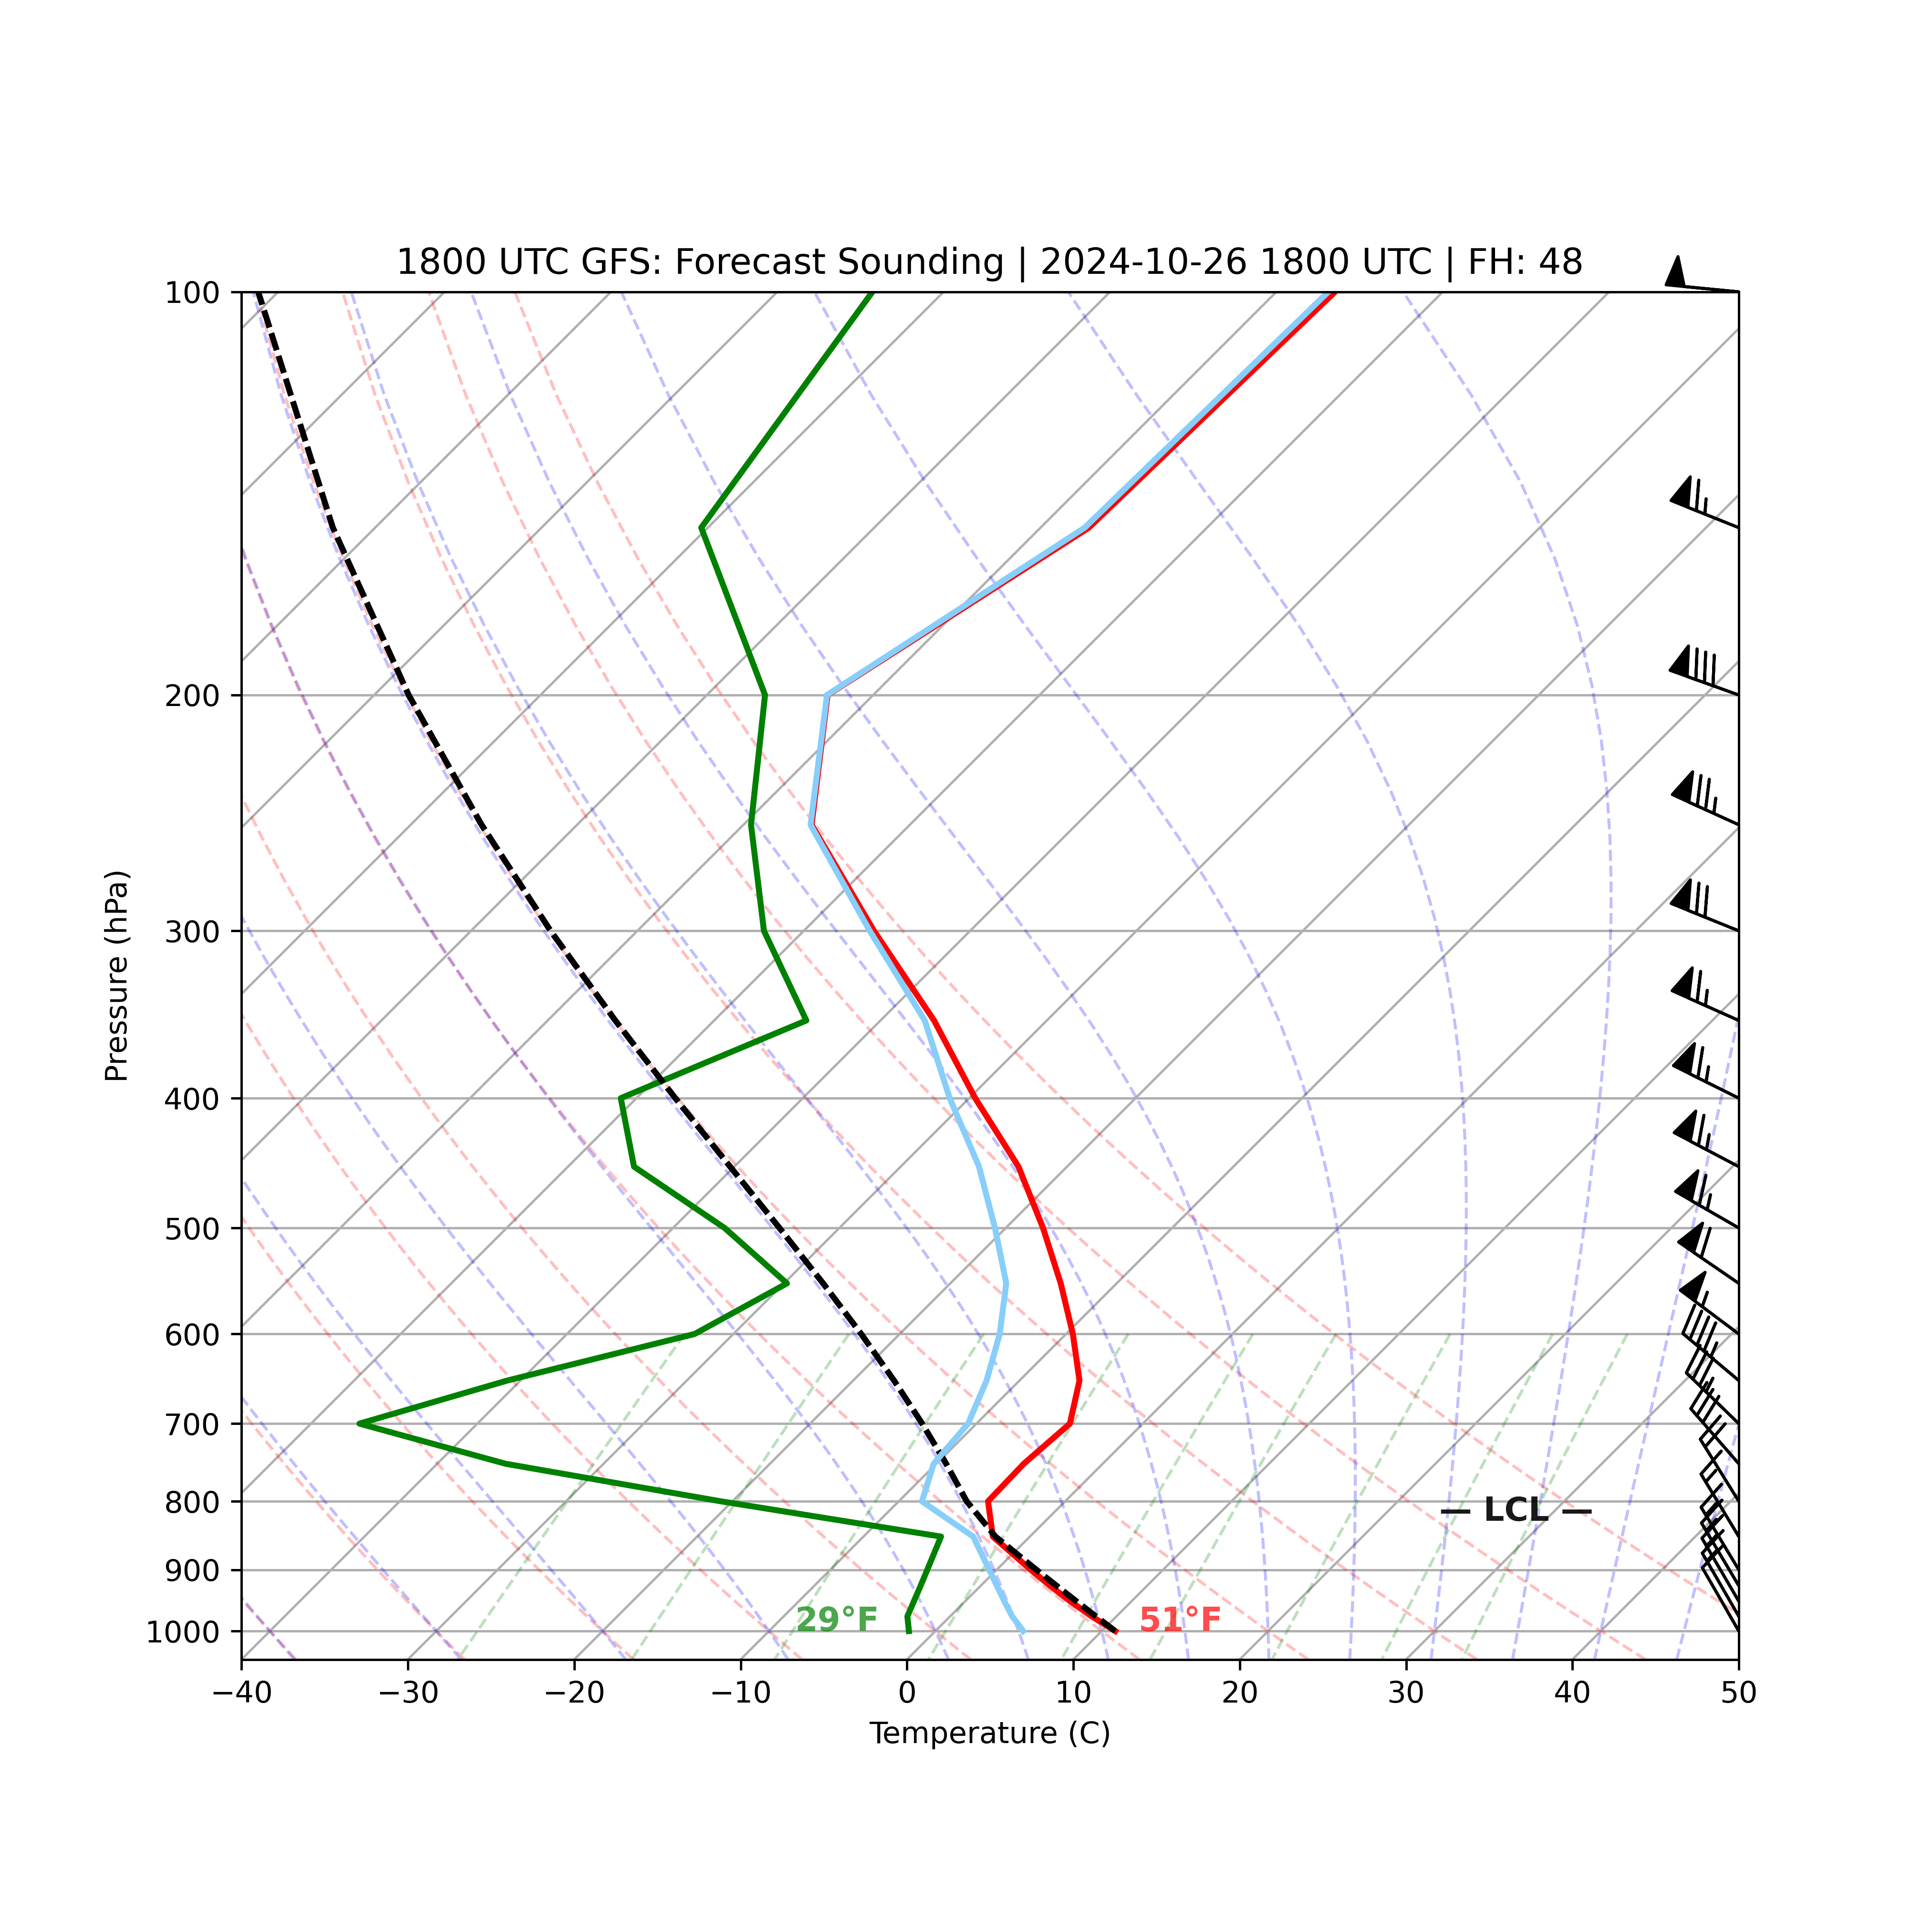 1800 UTC GFS: Forecast Sounding | 2024-10-26 1800 UTC | FH: 48
100
200
300
400
500
600
700
800
900
1000
Pressure (hPa)
— LCL —
29°F
51°F
−40 −30 −20 −10 0 10 20 30 40 50
Temperature (C)